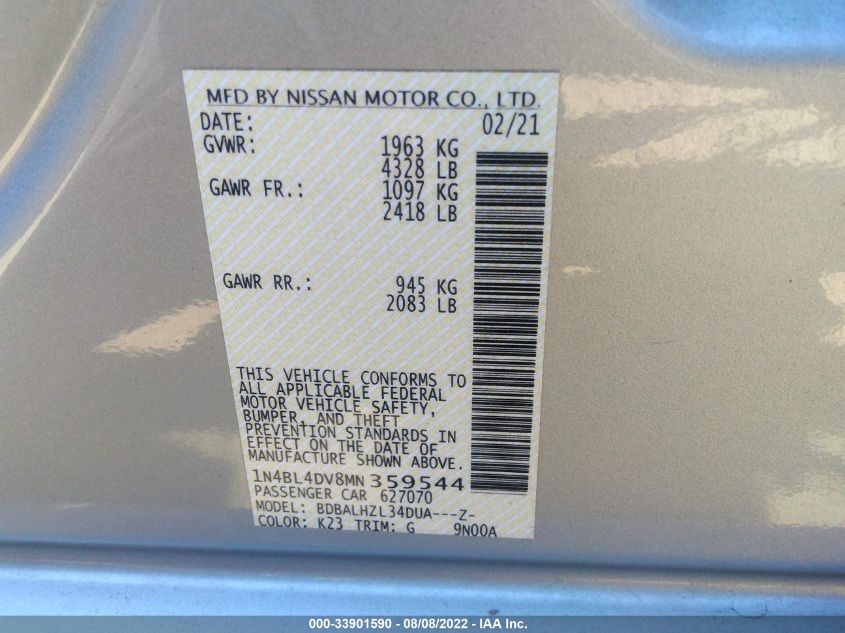 MFD BY NISSAN MOTOR CO., LTD.
DATE: 02/21
GVWR: 1963 KG
4328 LB
GAWR FR.: 1097 KG
2418 LB
GAWR RR.: 945 KG
2083 LB
THIS VEHICLE CONFORMS TO
ALL APPLICABLE FEDERAL
MOTOR VEHICLE SAFETY,
BUMPER, AND THEFT
PREVENTION STANDARDS IN
EFFECT ON THE DATE OF
MANUFACTURE SHOWN ABOVE.
1N4BL4DV8MN359544
PASSENGER CAR 627070
MODEL: BDBALHZL34DUA---Z-
COLOR: K23 TRIM: G 9N00A
000-33901590 - 08/08/2022 - IAA Inc.